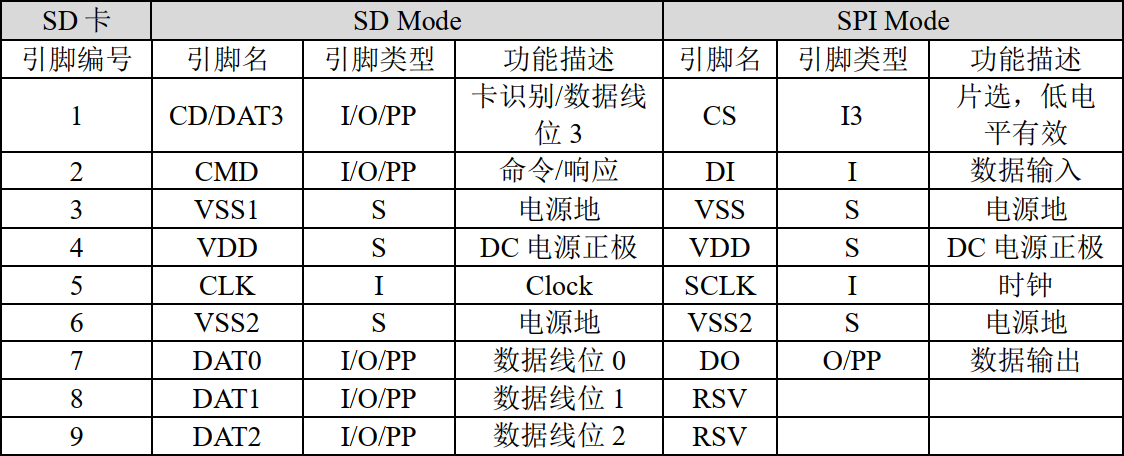 SD 卡 SD Mode SPI Mode
引脚编号 引脚名 引脚类型 功能描述 引脚名 引脚类型 功能描述
1 CD/DAT3 I/O/PP 卡识别/数据线 CS I3 片选，低电
位 3 平有效
2 CMD I/O/PP 命令/响应 DI I 数据输入
3 VSS1 S 电源地 VSS S 电源地
4 VDD S DC 电源正极 VDD S DC 电源正极
5 CLK I Clock SCLK I 时钟
6 VSS2 S 电源地 VSS2 S 电源地
7 DAT0 I/O/PP 数据线位 0 DO O/PP 数据输出
8 DAT1 I/O/PP 数据线位 1 RSV
9 DAT2 I/O/PP 数据线位 2 RSV